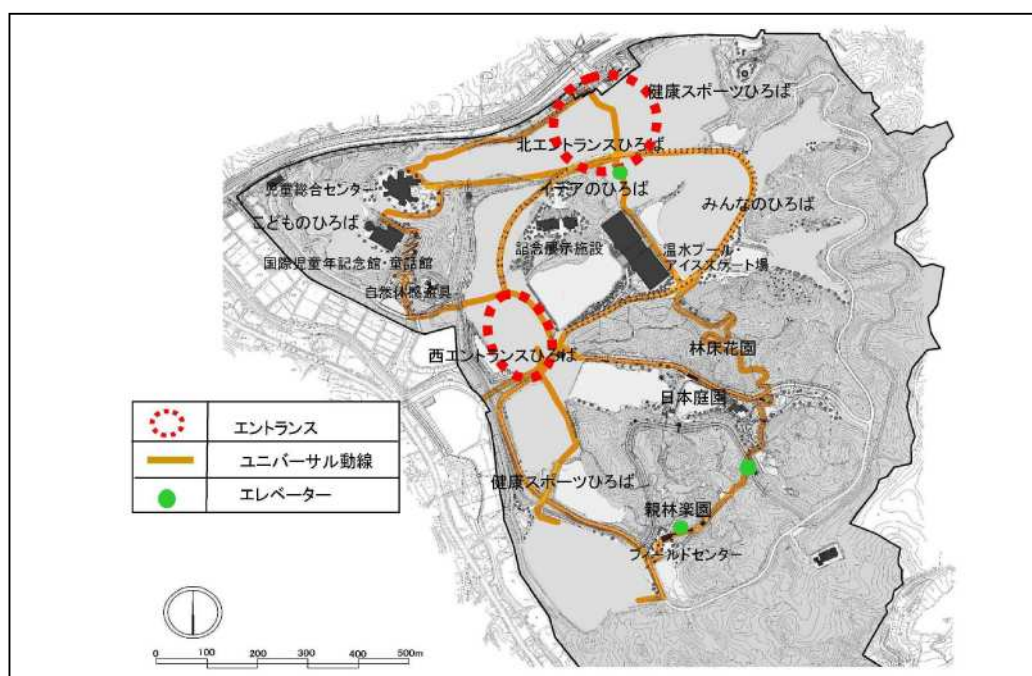 健康スポーツひろば
北エントランスひろば
児童総合センター
イデアのひろば
みんなのひろば
こどものひろば
記念展示施設
温水プール・
アイススケート場
国際児童年記念館・童話館
自然体感遊具
林床花園
西エントランスひろば
日本庭園
エントランス
ユニバーサル動線
エレベーター
健康スポーツひろば
親林楽園
フィールドセンター
0 100 200 300 400 500m